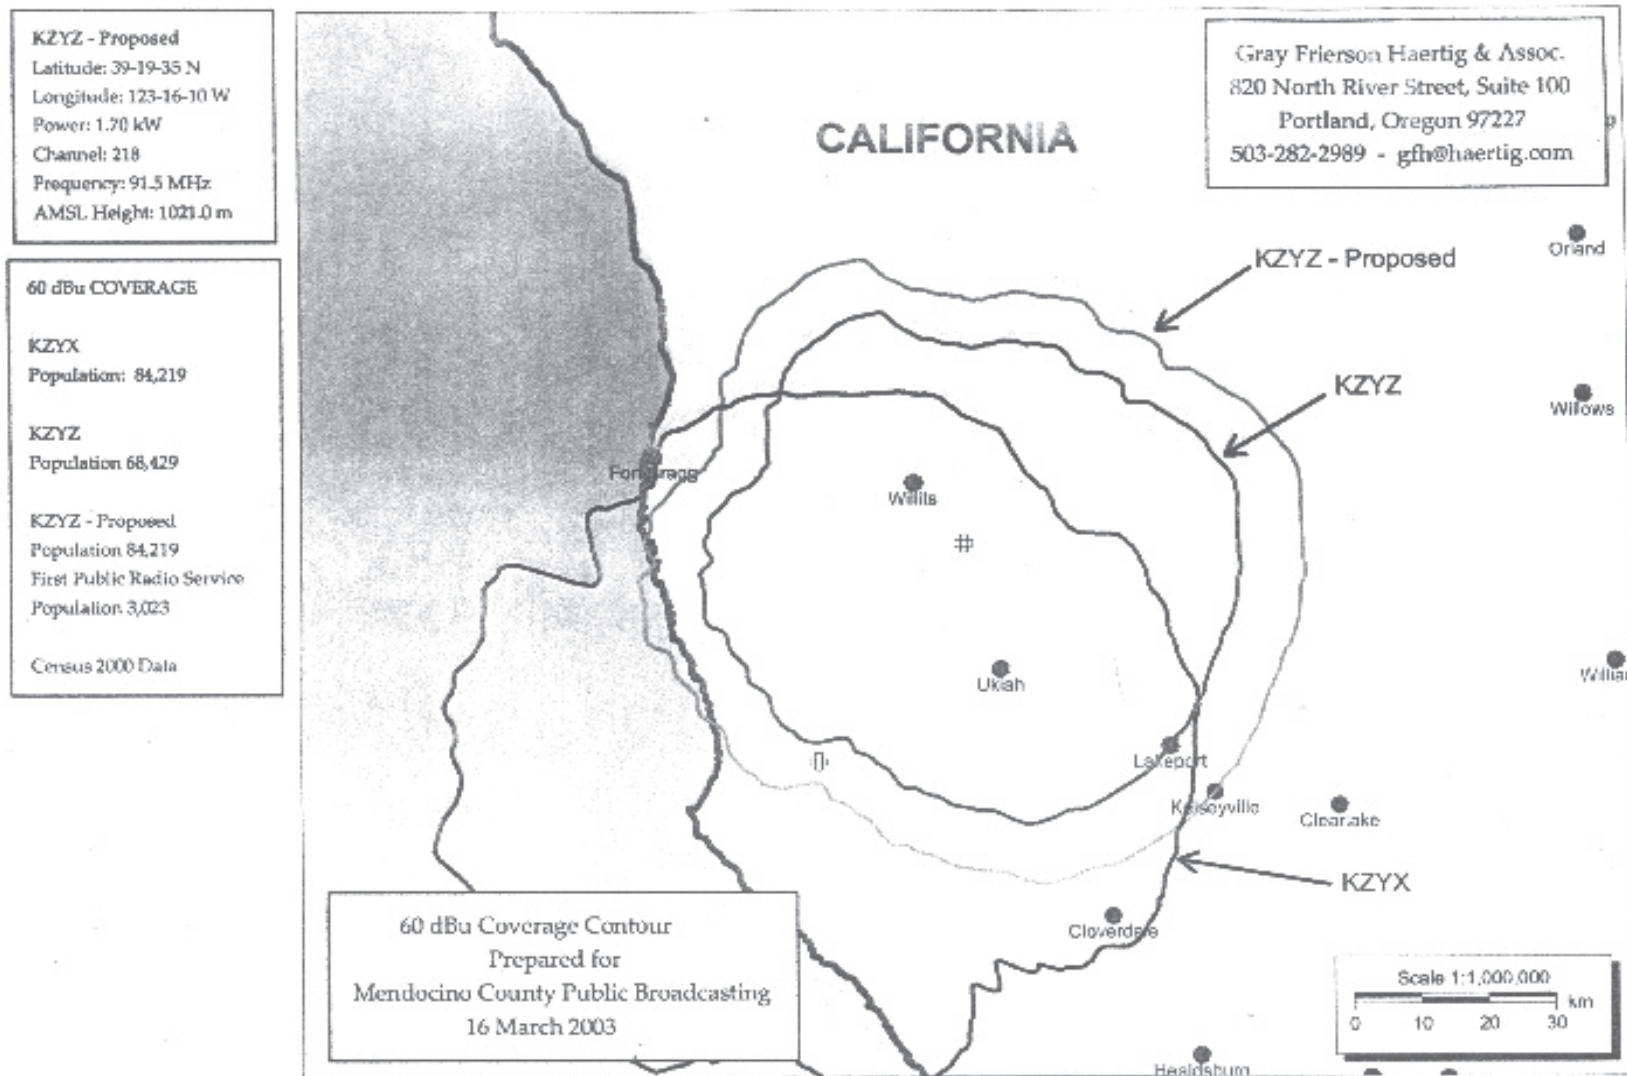 KZYZ - Proposed
Latitude: 39-19-35 N
Longitude: 123-16-10 W
Power: 1.70 kW
Channel: 218
Frequency: 91.5 MHz
AMSL Height: 1021.0 m
60 dBu COVERAGE
KZYX
Population: 84,219
KZYZ
Population 68,429
KZYZ - Proposed
Population 84,219
First Public Radio Service
Population 3,023
Census 2000 Data
CALIFORNIA
Gray Frierson Haertig & Assoc.
820 North River Street, Suite 100
Portland, Oregon 97227
503-282-2989 - gfh@haertig.com
KZYZ - Proposed
Orland
KZYZ
Willows
Fort Bragg
Willits
#
Ukiah
Willia
Lakeport
Kelseyville
Clearlake
KZYX
Cloverdale
60 dBu Coverage Contour
Prepared for
Mendocino County Public Broadcasting
16 March 2003
Scale 1:1,000,000
km
0 10 20 30
Healdsburg